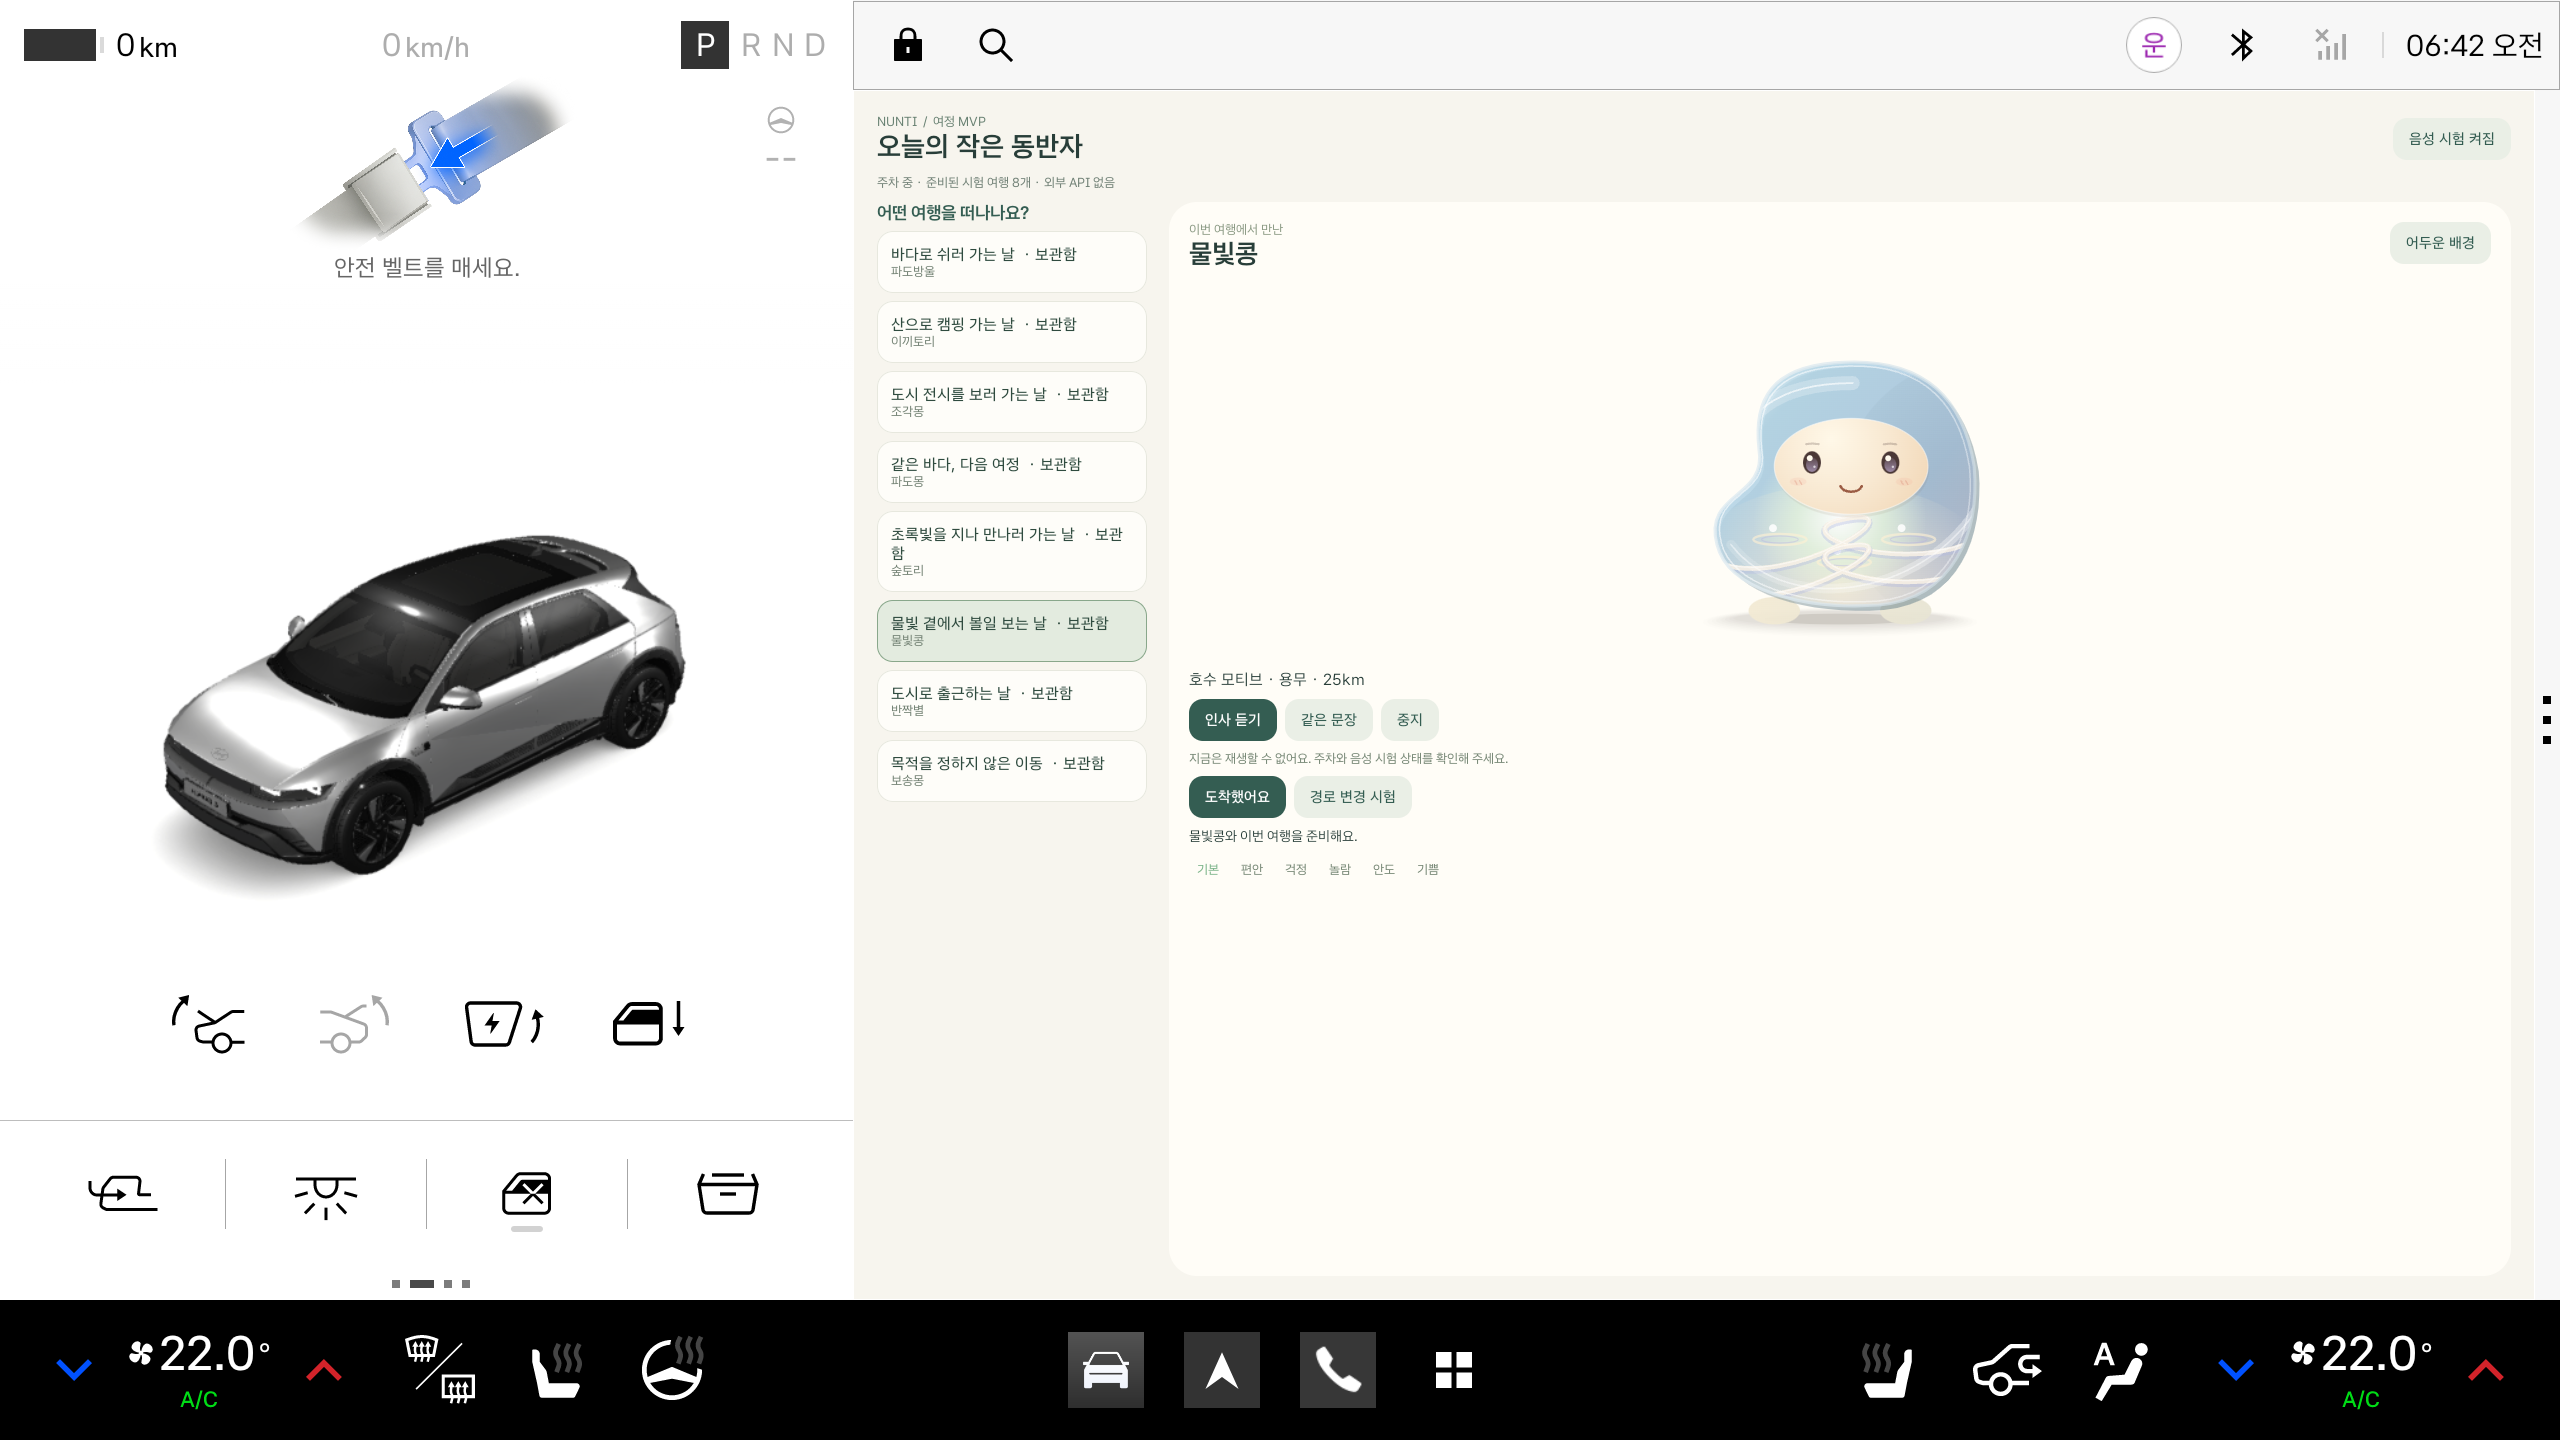 0 km
0 km/h
P R N D
안전 벨트를 매세요.
운
06:42 오전
NUNTI / 여정 MVP
오늘의 작은 동반자
주차 중 · 준비된 시험 여행 8개 · 외부 API 없음
음성 시험 켜짐
어떤 여행을 떠나나요?
바다로 쉬러 가는 날 · 보관함
파도방울
산으로 캠핑 가는 날 · 보관함
이끼토리
도시 전시를 보러 가는 날 · 보관함
조각몽
같은 바다, 다음 여정 · 보관함
파도몽
초록빛을 지나 만나러 가는 날 · 보관
함
숲토리
물빛 곁에서 볼일 보는 날 · 보관함
물빛콩
도시로 출근하는 날 · 보관함
반짝별
목적을 정하지 않은 이동 · 보관함
보송몽
이번 여행에서 만난
물빛콩
어두운 배경
호수 모티브 · 용무 · 25km
인사 듣기 같은 문장 중지
지금은 재생할 수 없어요. 주차와 음성 시험 상태를 확인해 주세요.
도착했어요 경로 변경 시험
물빛콩와 이번 여행을 준비해요.
기본 편안 걱정 놀람 안도 기쁨
22.0°
A/C
A
22.0°
A/C